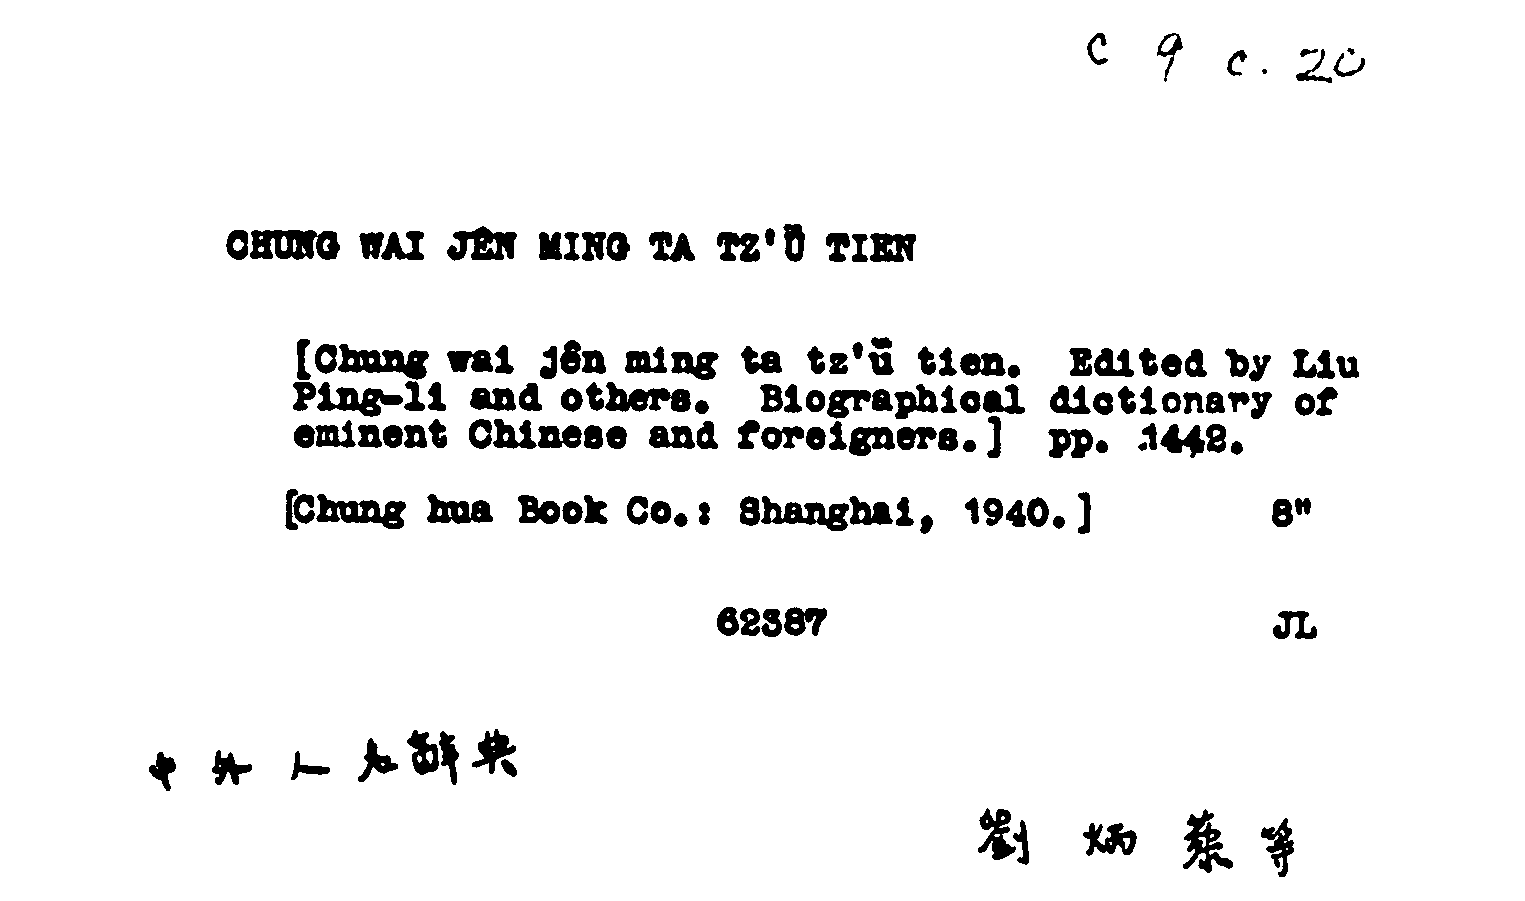 C 9 c. 20
CHUNG WAI JÊN MING TA TZ'Ŭ TIEN
[Chung wai jên ming ta tz'ŭ tien. Edited by Liu
Ping-li and others. Biographical dictionary of
eminent Chinese and foreigners.] pp. 1442.
[Chung hua Book Co.: Shanghai, 1940.] 8"
62387 JL
中外人名辭典
劉炳藜等